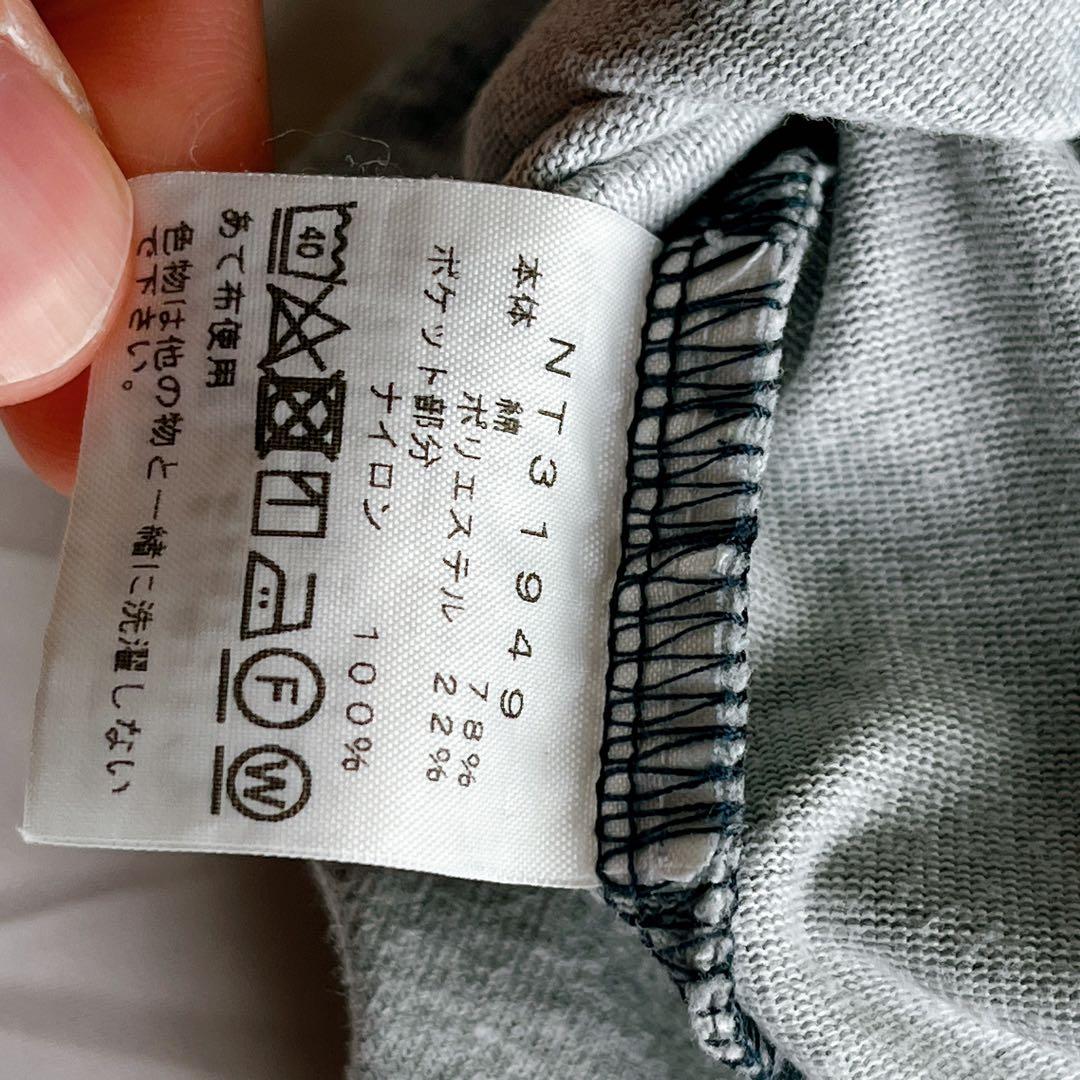 NT31949
本体
綿 78%
ポリエステル 22%
ポケット部分
ナイロン 100%
40
F
W
あて布使用
色物は他の物と一緒に洗濯しない
で下さい。